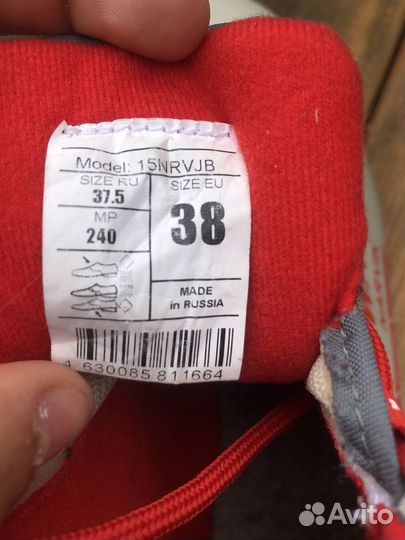 Model: 15NRVJB
SIZE RU
37.5
MP
240
SIZE EU
38
MADE
in RUSSIA
4 630085 811664
Avito